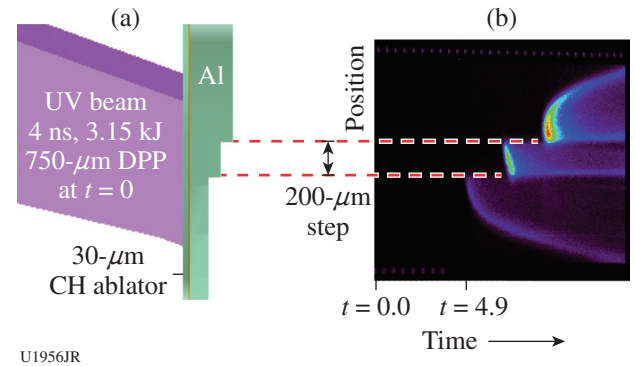 (a)
(b)
Al
UV beam
4 ns, 3.15 kJ
750-μm DPP
at t = 0
Position
200-μm
step
30-μm
CH ablator
t = 0.0
t = 4.9
Time
U1956JR